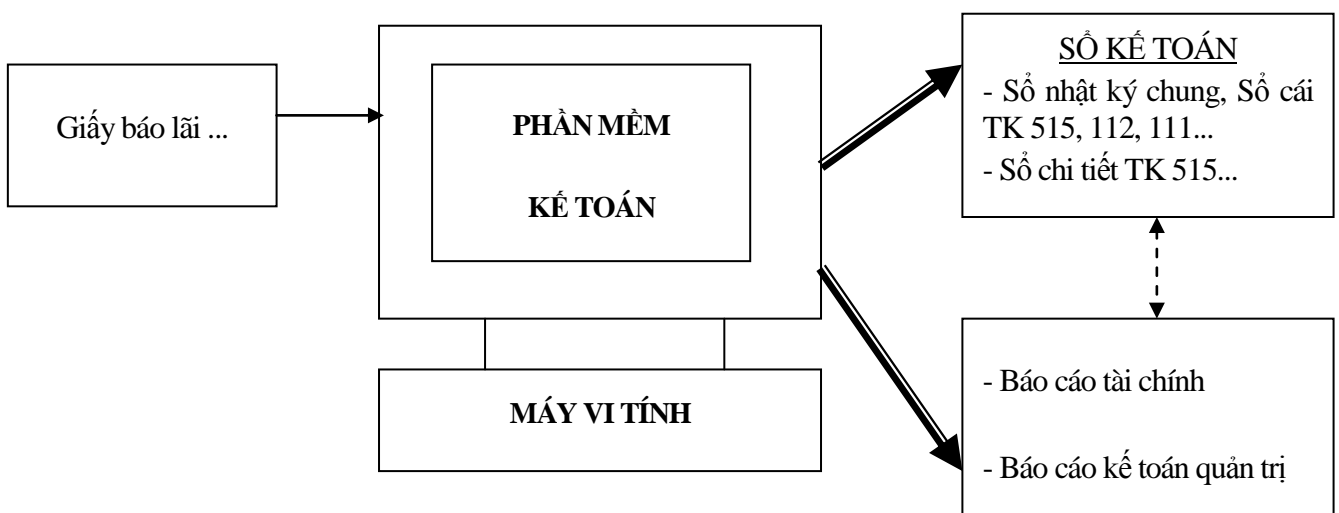 Giấy báo lãi ...
PHẦN MỀM
KẾ TOÁN
MÁY VI TÍNH
SỔ KẾ TOÁN
- Sổ nhật ký chung, Sổ cái
TK 515, 112, 111...
- Sổ chi tiết TK 515...
- Báo cáo tài chính
- Báo cáo kế toán quản trị